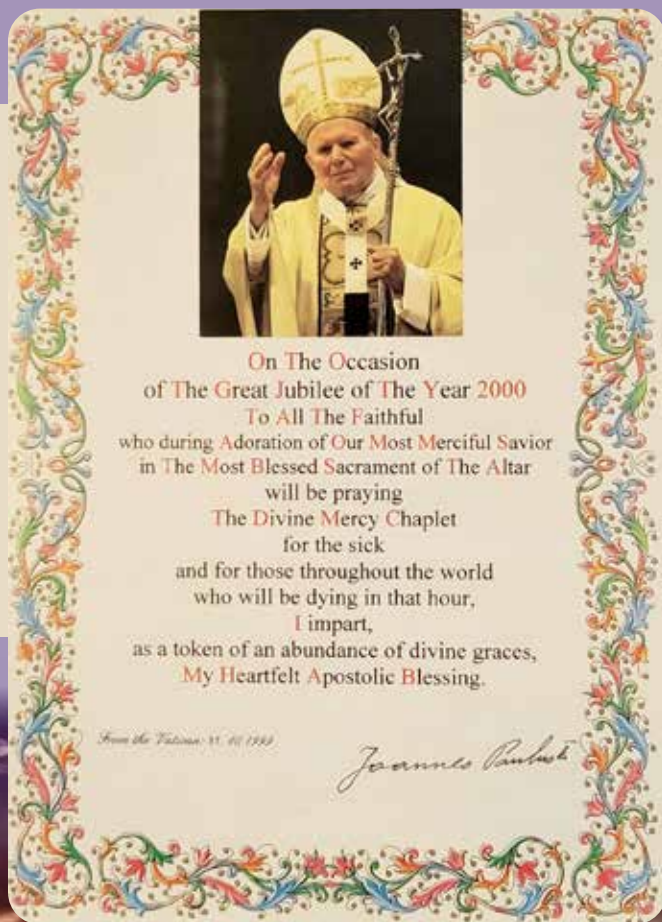 On The Occasion
of The Great Jubilee of The Year 2000
To All The Faithful
who during Adoration of Our Most Merciful Savior
in The Most Blessed Sacrament of The Altar
will be praying
The Divine Mercy Chaplet
for the sick
and for those throughout the world
who will be dying in that hour,
I impart,
as a token of an abundance of divine graces,
My Heartfelt Apostolic Blessing.
From the Vatican
Joannes Paulus